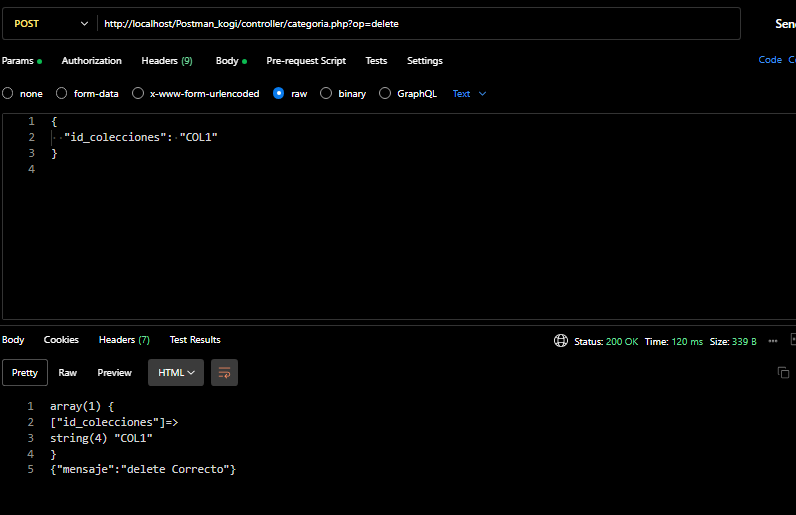 POST http://localhost/Postman_kogi/controller/categoria.php?op=delete Sen
Params Authorization Headers (9) Body Pre-request Script Tests Settings Code C
none form-data x-www-form-urlencoded raw binary GraphQL Text
1 {
2 "id_colecciones": "COL1"
3 }
4
Body Cookies Headers (7) Test Results Status: 200 OK Time: 120 ms Size: 339 B
Pretty Raw Preview HTML
1 array(1) {
2 ["id_colecciones"]=>
3 string(4) "COL1"
4 }
5 {"mensaje":"delete Correcto"}